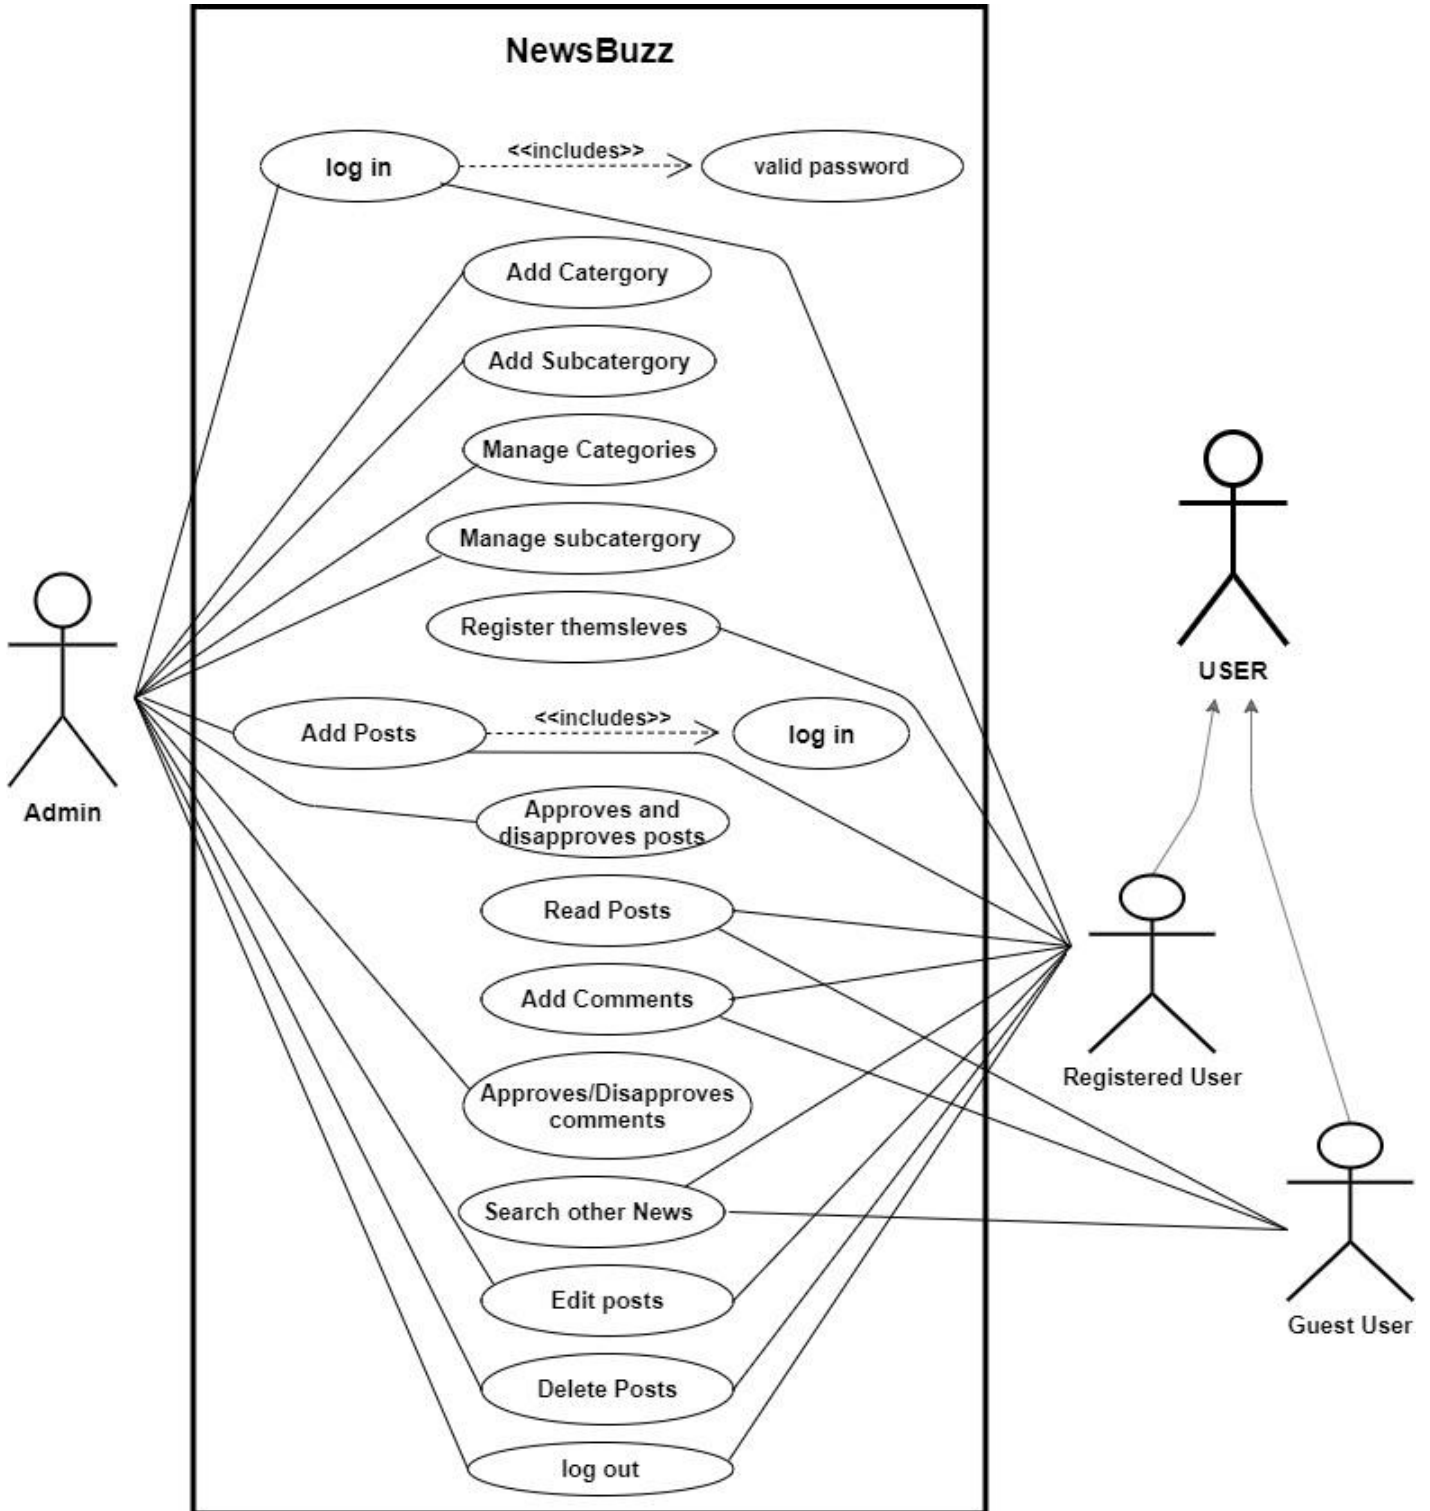 NewsBuzz
log in
<<includes>>
valid password
Add Catergory
Add Subcatergory
Manage Categories
Manage subcatergory
Register themsleves
Add Posts
<<includes>>
log in
Approves and
disapproves posts
Read Posts
Add Comments
Approves/Disapproves
comments
Search other News
Edit posts
Delete Posts
log out
Admin
USER
Registered User
Guest User